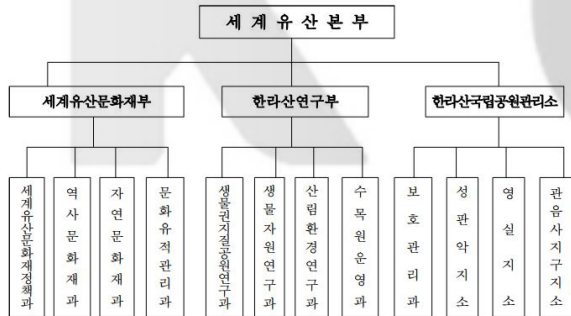 세계유산본부
세계유산문화재부
한라산연구부
한라산국립공원관리소
세계유산문화재정책과
역사문화재과
자연문화재과
문화유적관리과
생물권지질공원연구과
생물자원연구과
산림환경연구과
수목원운영과
보호관리과
성판악지소
영실지소
관음사지구지소